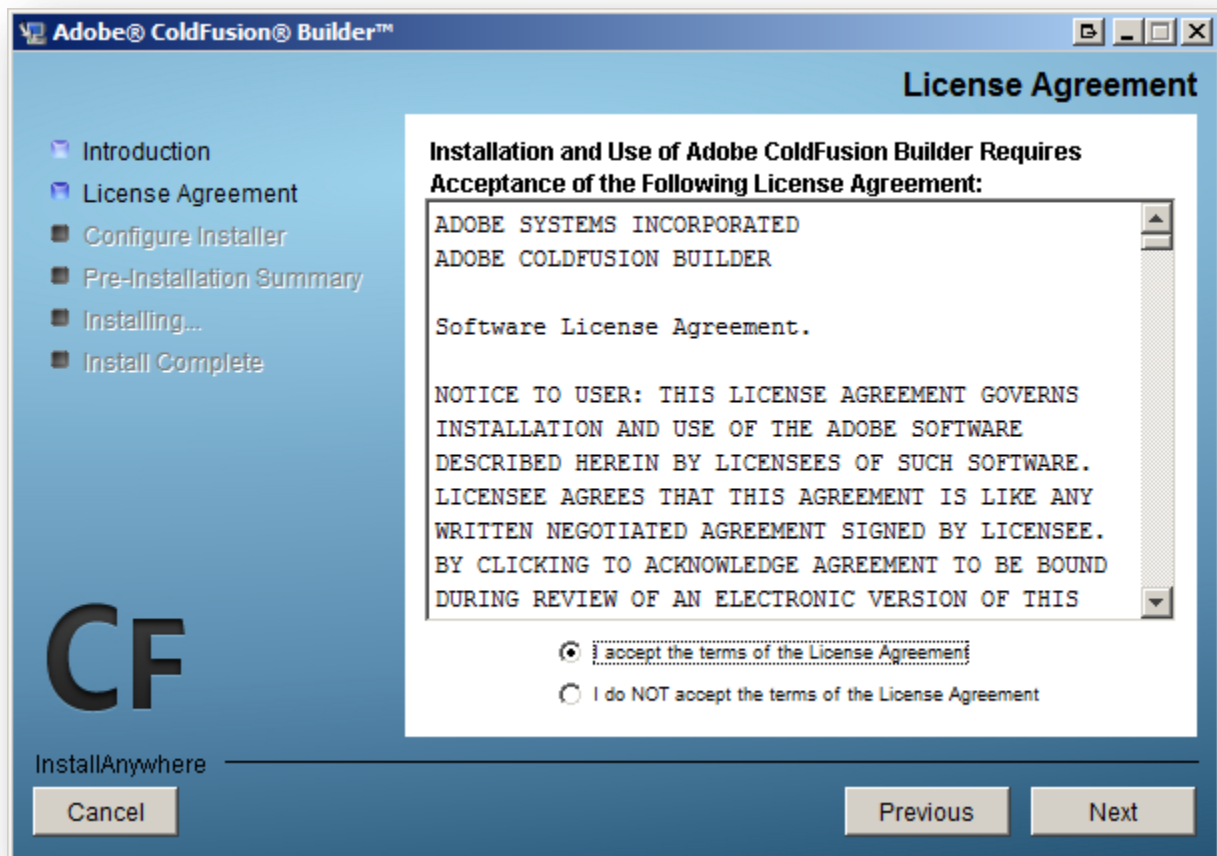 Adobe® ColdFusion® Builder™
License Agreement
Introduction
License Agreement
Configure Installer
Pre-Installation Summary
Installing...
Install Complete
Installation and Use of Adobe ColdFusion Builder Requires
Acceptance of the Following License Agreement:
ADOBE SYSTEMS INCORPORATED
ADOBE COLDFUSION BUILDER
Software License Agreement.
NOTICE TO USER: THIS LICENSE AGREEMENT GOVERNS
INSTALLATION AND USE OF THE ADOBE SOFTWARE
DESCRIBED HEREIN BY LICENSEES OF SUCH SOFTWARE.
LICENSEE AGREES THAT THIS AGREEMENT IS LIKE ANY
WRITTEN NEGOTIATED AGREEMENT SIGNED BY LICENSEE.
BY CLICKING TO ACKNOWLEDGE AGREEMENT TO BE BOUND
DURING REVIEW OF AN ELECTRONIC VERSION OF THIS
I accept the terms of the License Agreement
I do NOT accept the terms of the License Agreement
CF
InstallAnywhere
Cancel
Previous
Next